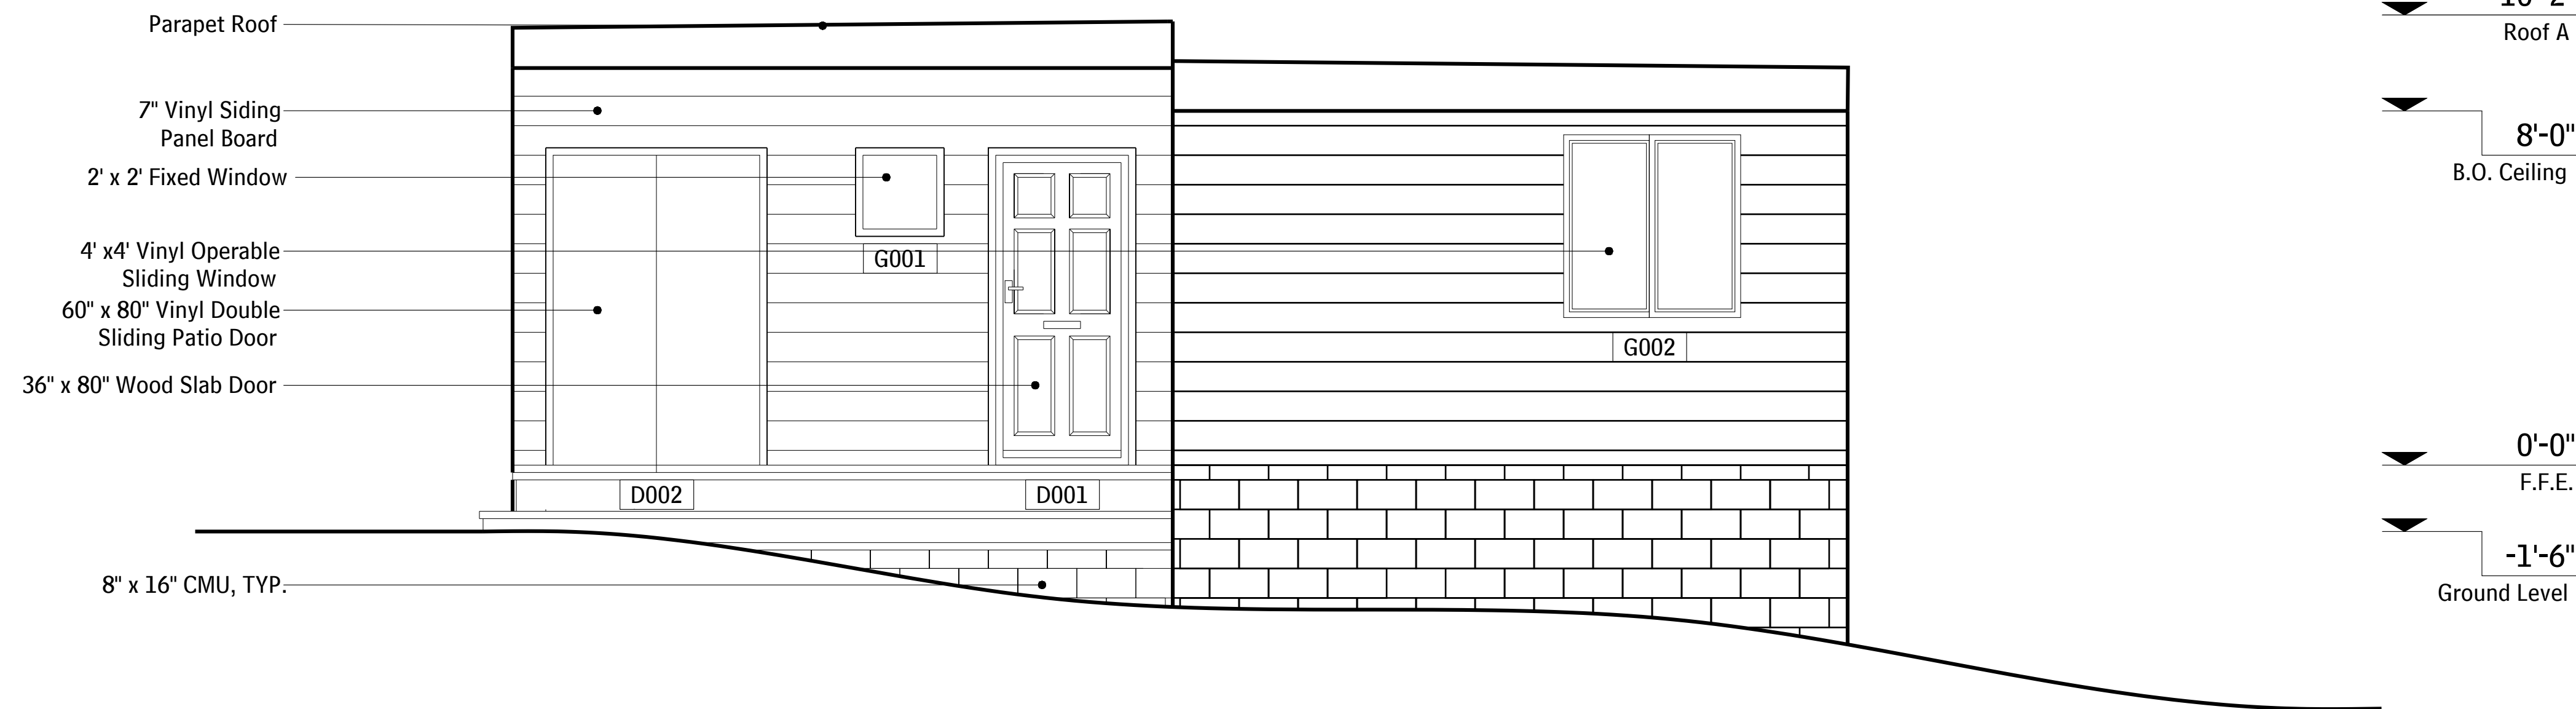 Parapet Roof
7" Vinyl Siding
Panel Board
2' x 2' Fixed Window
4' x4' Vinyl Operable
Sliding Window
60" x 80" Vinyl Double
Sliding Patio Door
36" x 80" Wood Slab Door
8" x 16" CMU, TYP.
G001
G002
D002
D001
Roof A
8'-0"
B.O. Ceiling
0'-0"
F.F.E.
-1'-6"
Ground Level